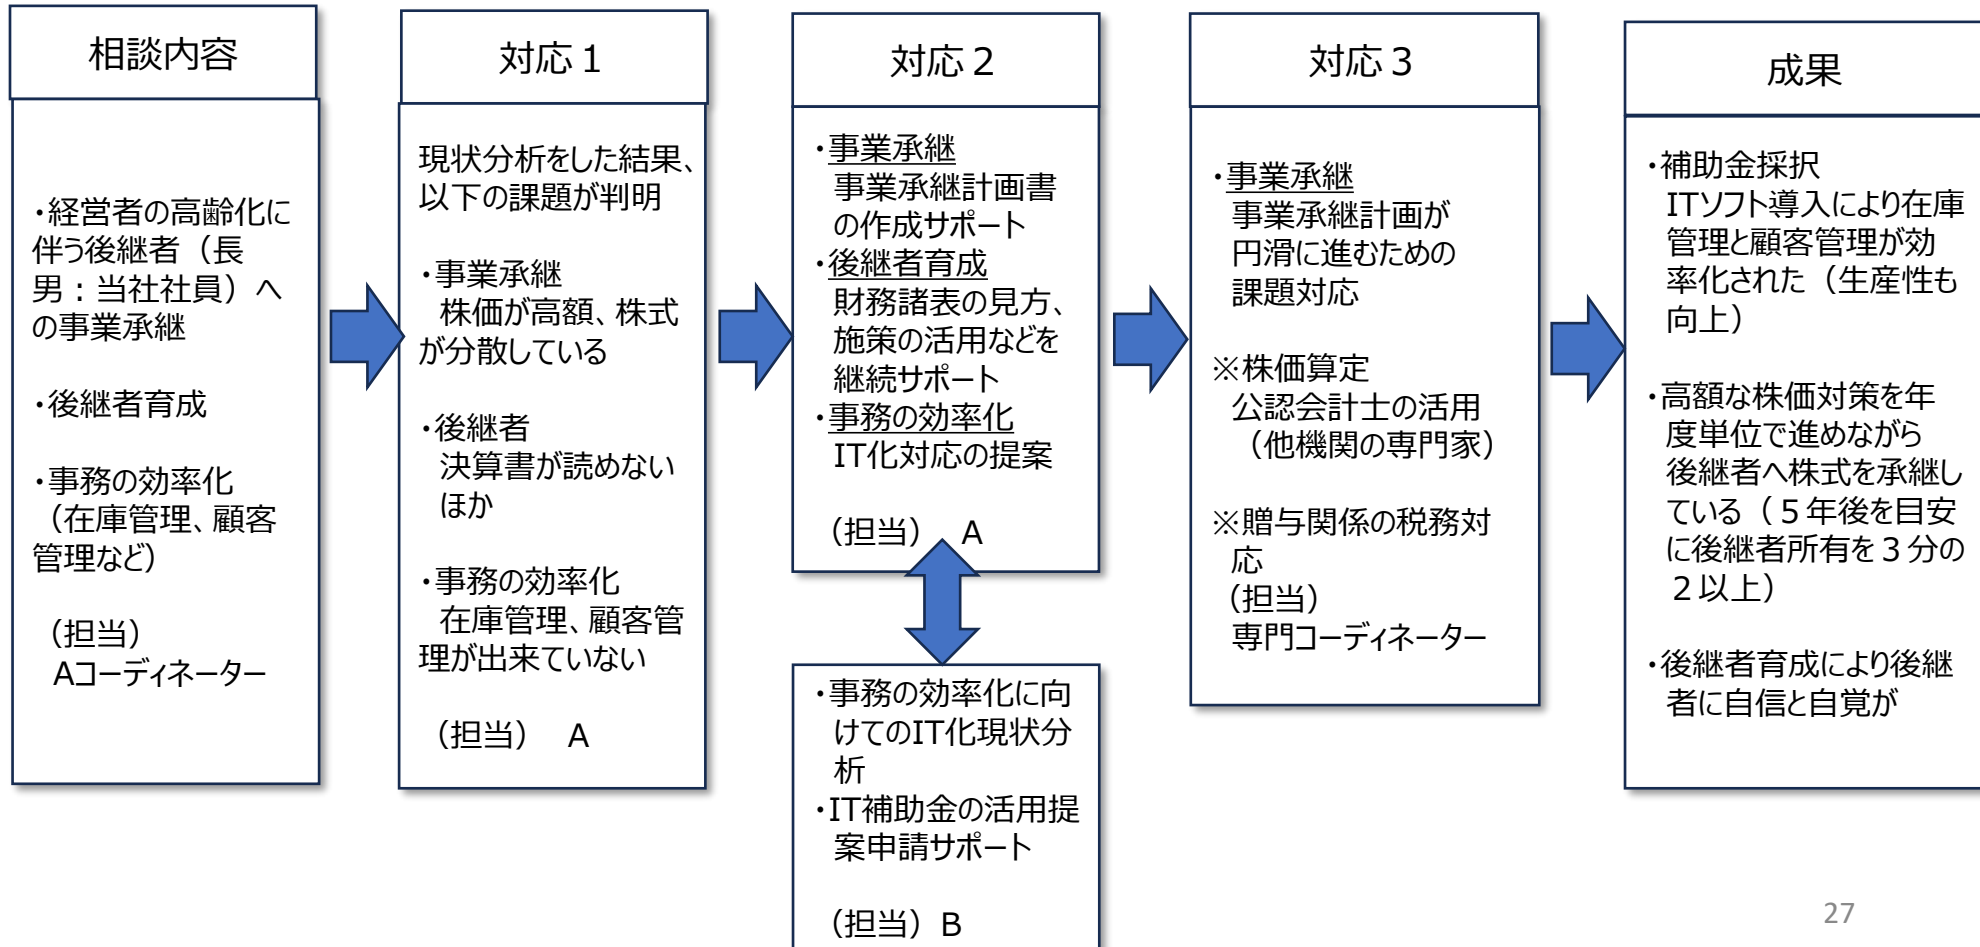 相談内容
・経営者の高齢化に
伴う後継者（長
男：当社社員）へ
の事業承継
・後継者育成
・事務の効率化
（在庫管理、顧客
管理など）
（担当）
Aコーディネーター
対応１
現状分析をした結果、
以下の課題が判明
・事業承継
株価が高額、株式
が分散している
・後継者
決算書が読めない
ほか
・事務の効率化
在庫管理、顧客管
理が出来ていない
（担当）　A
対応２
・事業承継
事業承継計画書
の作成サポート
・後継者育成
財務諸表の見方、
施策の活用などを
継続サポート
・事務の効率化
IT化対応の提案
（担当）　A
・事務の効率化に向
けてのIT化現状分
析
・IT補助金の活用提
案申請サポート
（担当）B
対応３
・事業承継
事業承継計画が
円滑に進むための
課題対応
※株価算定
公認会計士の活用
（他機関の専門家）
※贈与関係の税務対
応
（担当）
専門コーディネーター
成果
・補助金採択
ITソフト導入により在庫
管理と顧客管理が効
率化された（生産性も
向上）
・高額な株価対策を年
度単位で進めながら
後継者へ株式を承継し
ている（５年後を目安
に後継者所有を３分の
２以上）
・後継者育成により後継
者に自信と自覚が
27